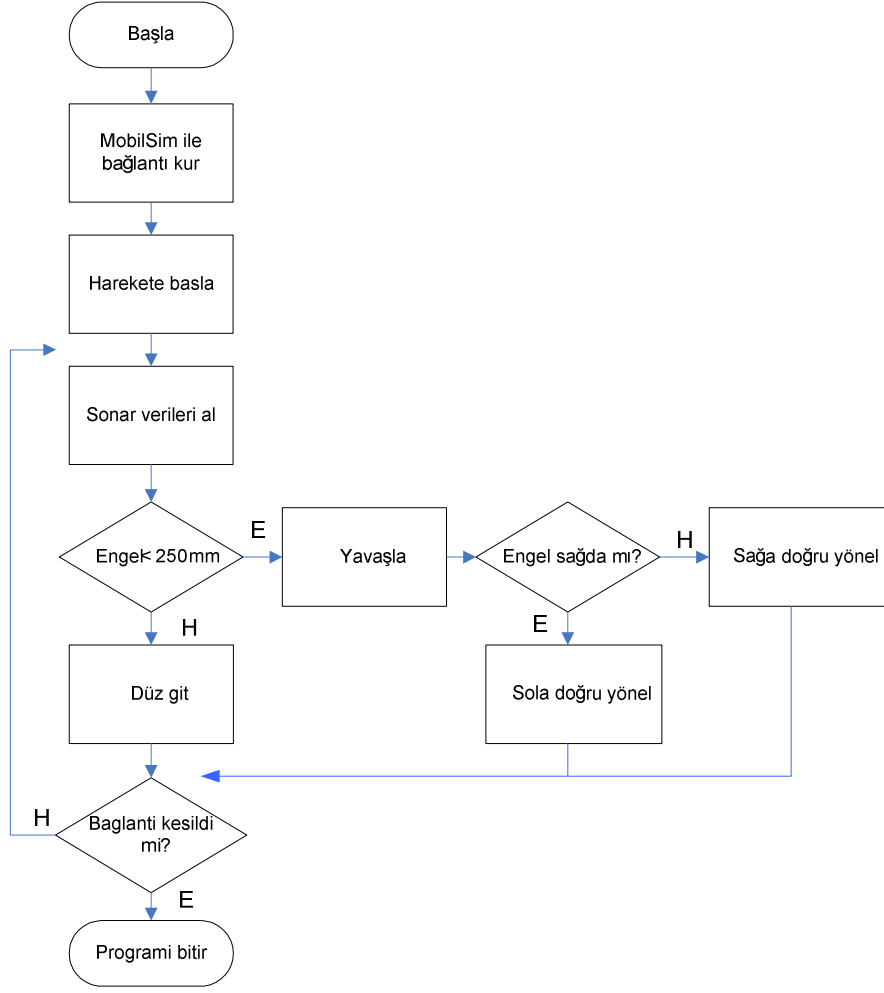 Başla
MobilSim ile
bağlantı kur
Harekete basla
Sonar verileri al
Engel< 250mm
E
Yavaşla
Engel sağda mı?
H
Sağa doğru yönel
H
E
Düz git
Sola doğru yönel
H
Baglanti kesildi
mi?
E
Programi bitir